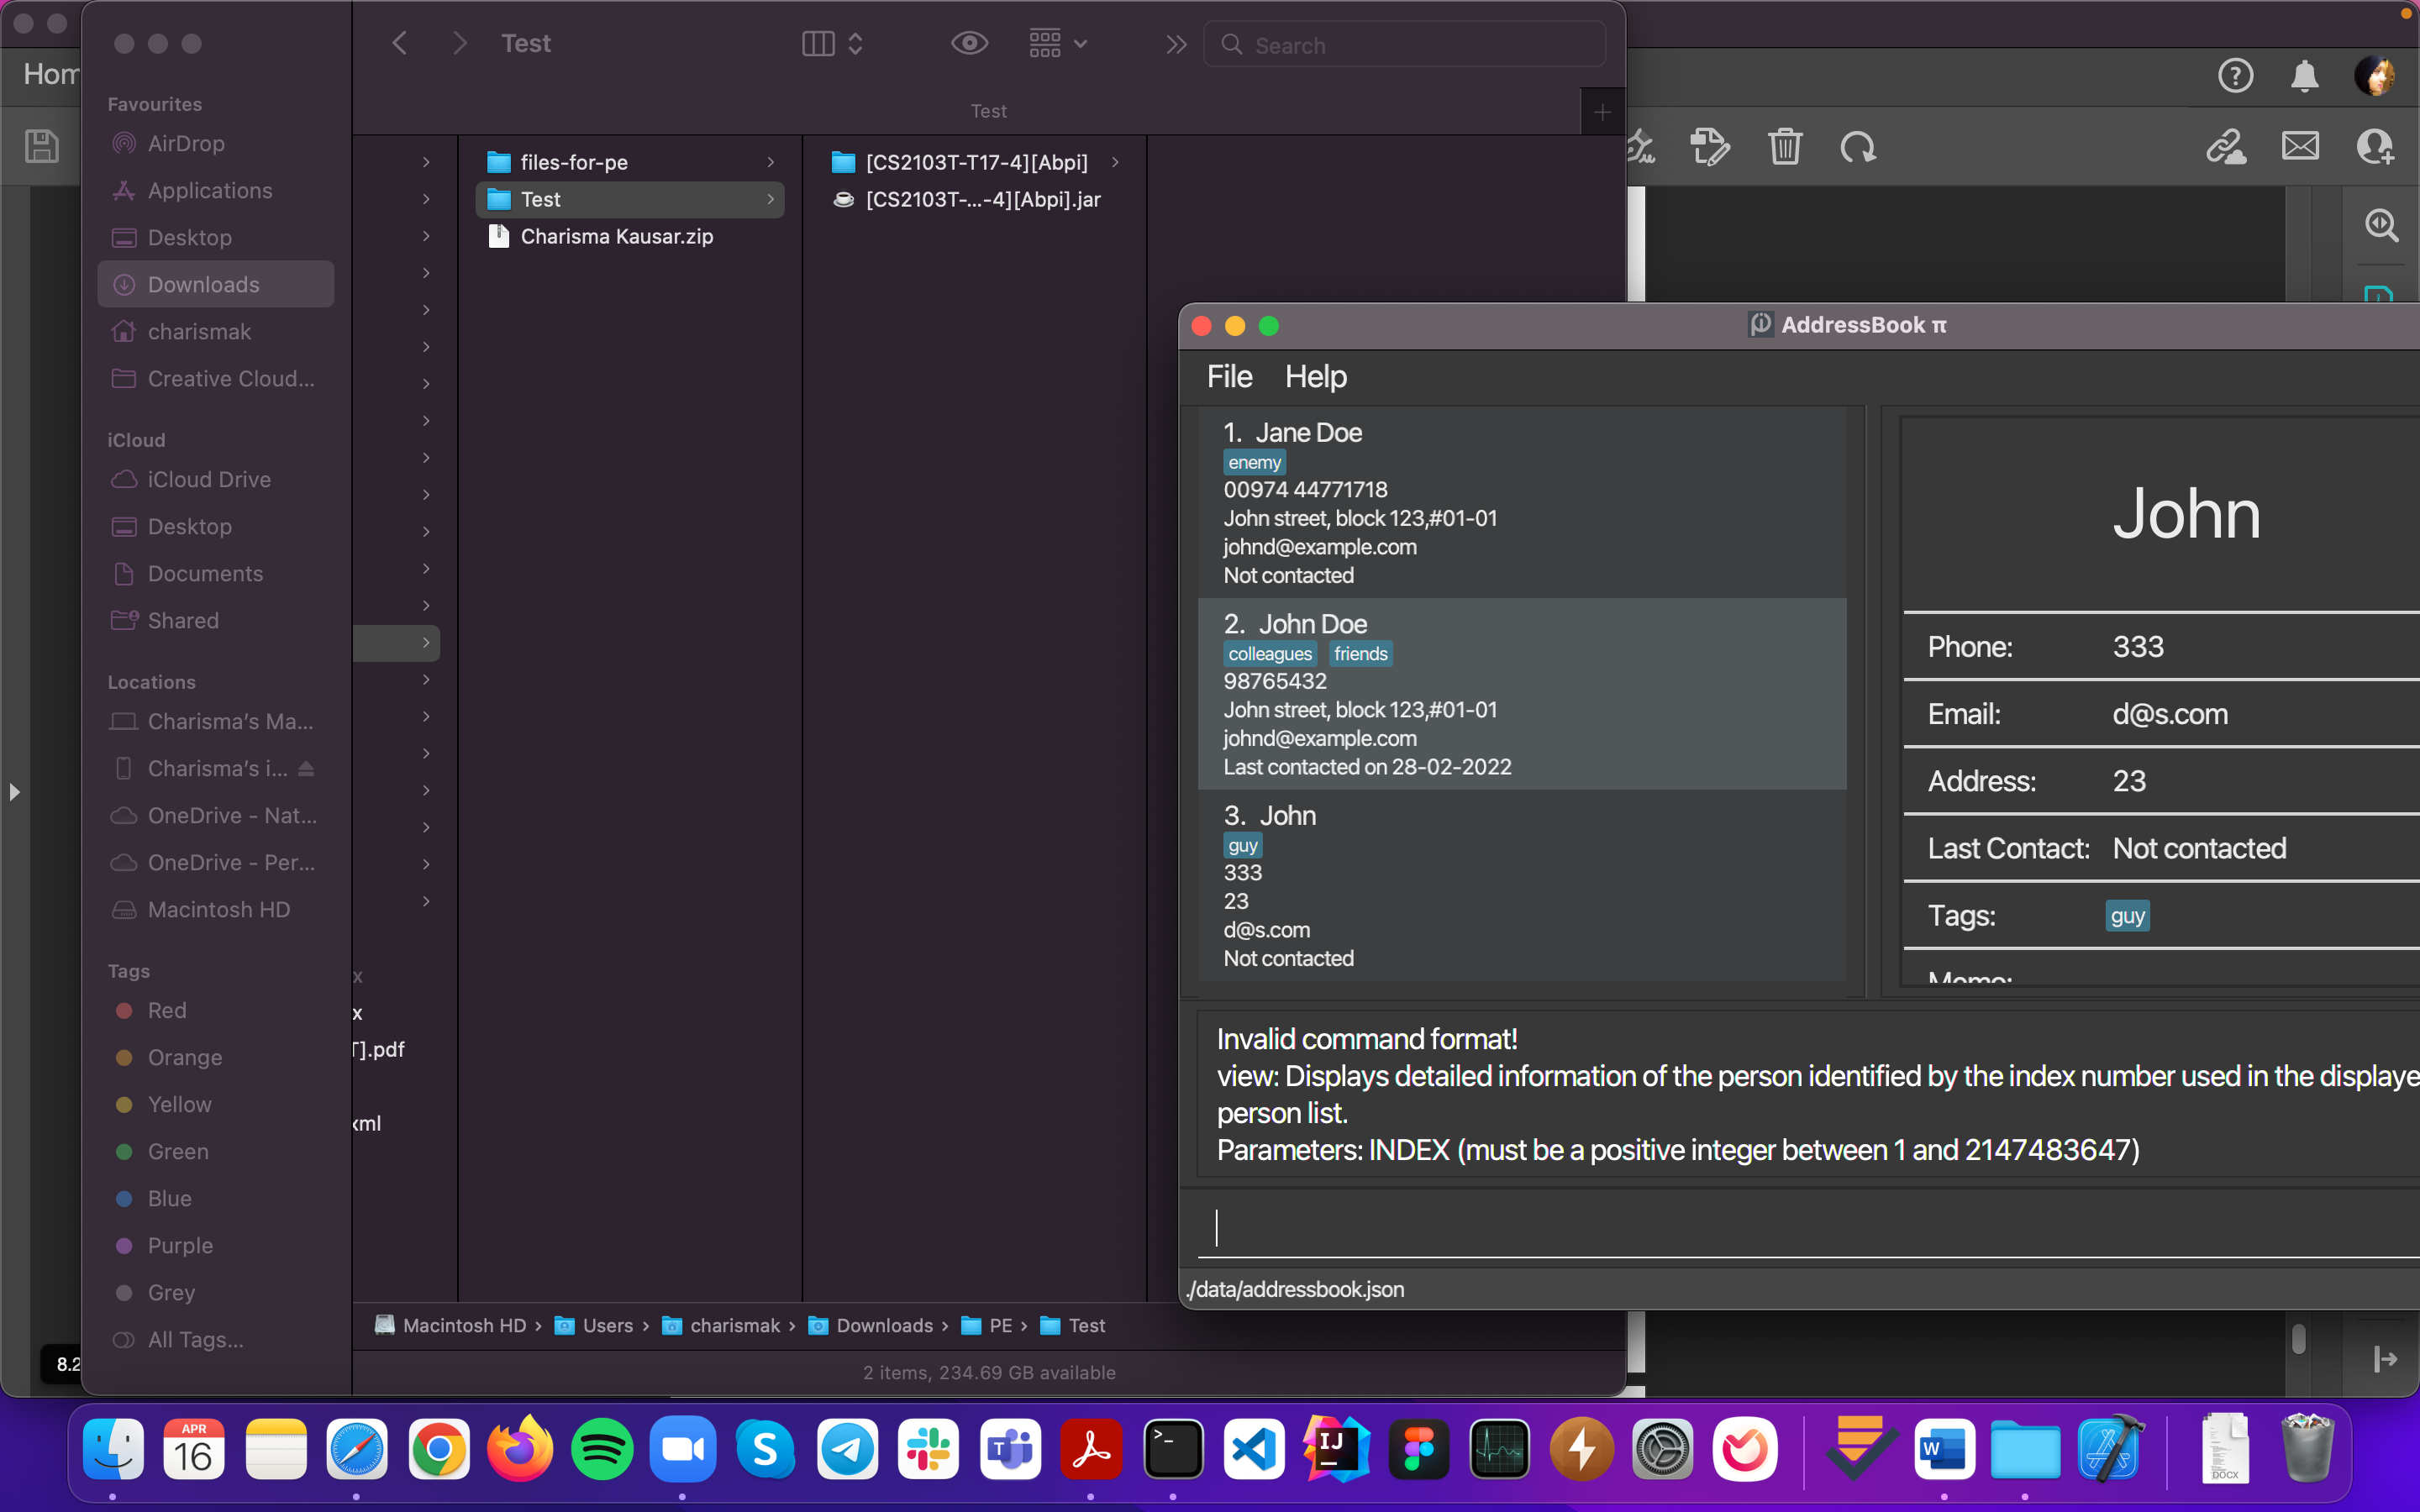 Hom
Test
Search
Test
Favourites
AirDrop
Applications
Desktop
Downloads
charismak
Creative Cloud...
iCloud
iCloud Drive
Desktop
Documents
Shared
Locations
Charisma's Ma...
Charisma's i...
OneDrive - Nat...
OneDrive - Per...
Macintosh HD
Tags
Red
Orange
Yellow
Green
Blue
Purple
Grey
All Tags...
8.2
x
x
T].pdf
xml
files-for-pe
Test
Charisma Kausar.zip
[CS2103T-T17-4][Abpi]
[CS2103T-...-4][Abpi].jar
Macintosh HD › Users › charismak › Downloads › PE › Test
2 items, 234.69 GB available
AddressBook π
File Help
1. Jane Doe
enemy
00974 44771718
John street, block 123,#01-01
johnd@example.com
Not contacted
2. John Doe
colleagues friends
98765432
John street, block 123,#01-01
johnd@example.com
Last contacted on 28-02-2022
3. John
guy
333
23
d@s.com
Not contacted
John
Phone: 333
Email: d@s.com
Address: 23
Last Contact: Not contacted
Tags: guy
Memo:
Invalid command format!
view: Displays detailed information of the person identified by the index number used in the displaye
person list.
Parameters: INDEX (must be a positive integer between 1 and 2147483647)
./data/addressbook.json
APR
16
DOCX